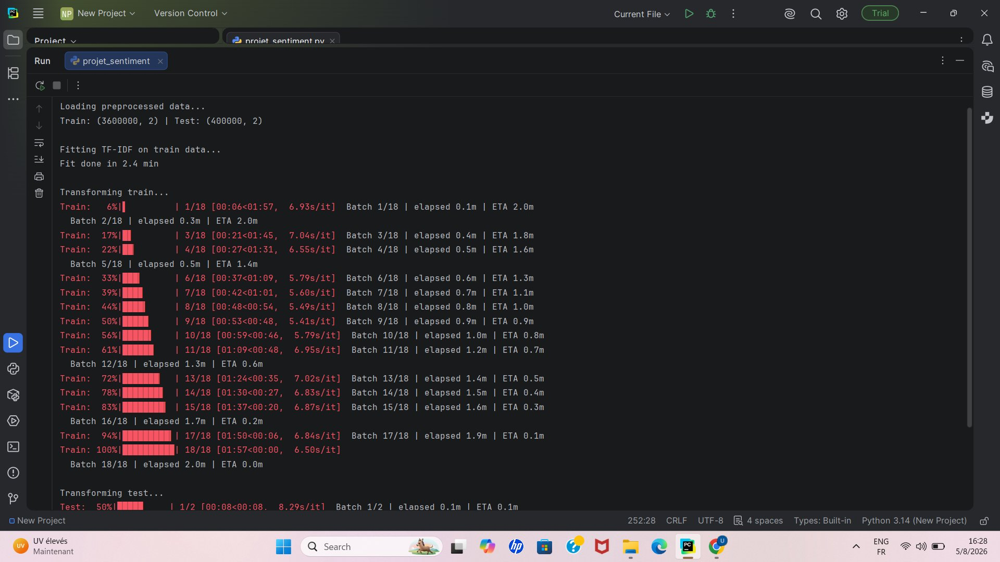 NP New Project Version Control Current File Trial
Project projet_sentiment.py
Run projet_sentiment
Loading preprocessed data...
Train: (3600000, 2) | Test: (400000, 2)
Fitting TF-IDF on train data...
Fit done in 2.4 min
Transforming train...
Train:   6%| | 1/18 [00:06<01:57,  6.93s/it]  Batch 1/18 | elapsed 0.1m | ETA 2.0m
Batch 2/18 | elapsed 0.3m | ETA 2.0m
Train:  17%| | 3/18 [00:21<01:45,  7.04s/it]  Batch 3/18 | elapsed 0.4m | ETA 1.8m
Train:  22%| | 4/18 [00:27<01:31,  6.55s/it]  Batch 4/18 | elapsed 0.5m | ETA 1.6m
Batch 5/18 | elapsed 0.5m | ETA 1.4m
Train:  33%| | 6/18 [00:37<01:09,  5.79s/it]  Batch 6/18 | elapsed 0.6m | ETA 1.3m
Train:  39%| | 7/18 [00:42<01:01,  5.60s/it]  Batch 7/18 | elapsed 0.7m | ETA 1.1m
Train:  44%| | 8/18 [00:48<00:54,  5.49s/it]  Batch 8/18 | elapsed 0.8m | ETA 1.0m
Train:  50%| | 9/18 [00:53<00:48,  5.41s/it]  Batch 9/18 | elapsed 0.9m | ETA 0.9m
Train:  56%| | 10/18 [00:59<00:46,  5.79s/it]  Batch 10/18 | elapsed 1.0m | ETA 0.8m
Train:  61%| | 11/18 [01:09<00:48,  6.95s/it]  Batch 11/18 | elapsed 1.2m | ETA 0.7m
Batch 12/18 | elapsed 1.3m | ETA 0.6m
Train:  72%| | 13/18 [01:24<00:35,  7.02s/it]  Batch 13/18 | elapsed 1.4m | ETA 0.5m
Train:  78%| | 14/18 [01:30<00:27,  6.83s/it]  Batch 14/18 | elapsed 1.5m | ETA 0.4m
Train:  83%| | 15/18 [01:37<00:20,  6.87s/it]  Batch 15/18 | elapsed 1.6m | ETA 0.3m
Batch 16/18 | elapsed 1.7m | ETA 0.2m
Train:  94%| | 17/18 [01:50<00:06,  6.84s/it]  Batch 17/18 | elapsed 1.9m | ETA 0.1m
Train: 100%| | 18/18 [01:57<00:00,  6.50s/it]
Batch 18/18 | elapsed 2.0m | ETA 0.0m
Transforming test...
Test:  50%| | 1/2 [00:08<00:08,  8.29s/it]  Batch 1/2 | elapsed 0.1m | ETA 0.1m
New Project 252:28 CRLF UTF-8 4 spaces Types: Built-in Python 3.14 (New Project)
UV UV élevés
Maintenant
Search
hp
PC
U
ENG
FR
16:28
5/8/2026